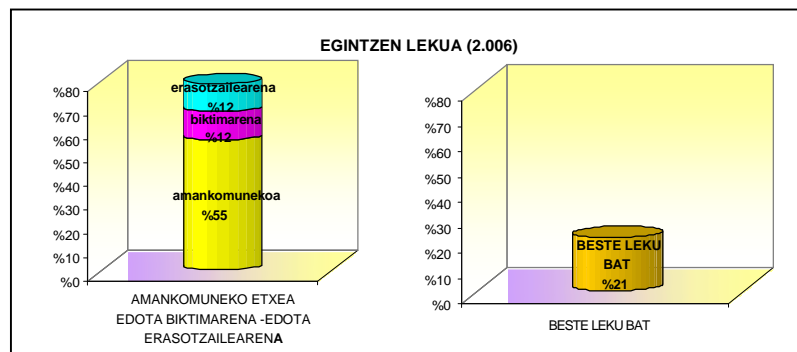 EGINTZEN LEKUA (2.006)
%80
%70
%60
%50
%40
%30
%20
%10
%0
erasotzailearena
%12
biktimarena
%12
amankomunekoa
%55
AMANKOMUNEKO ETXEA
EDOTA BIKTIMARENA -EDOTA
ERASOTZAILEARENA
%80
%70
%60
%50
%40
%30
%20
%10
%0
BESTE LEKU
BAT
%21
BESTE LEKU BAT